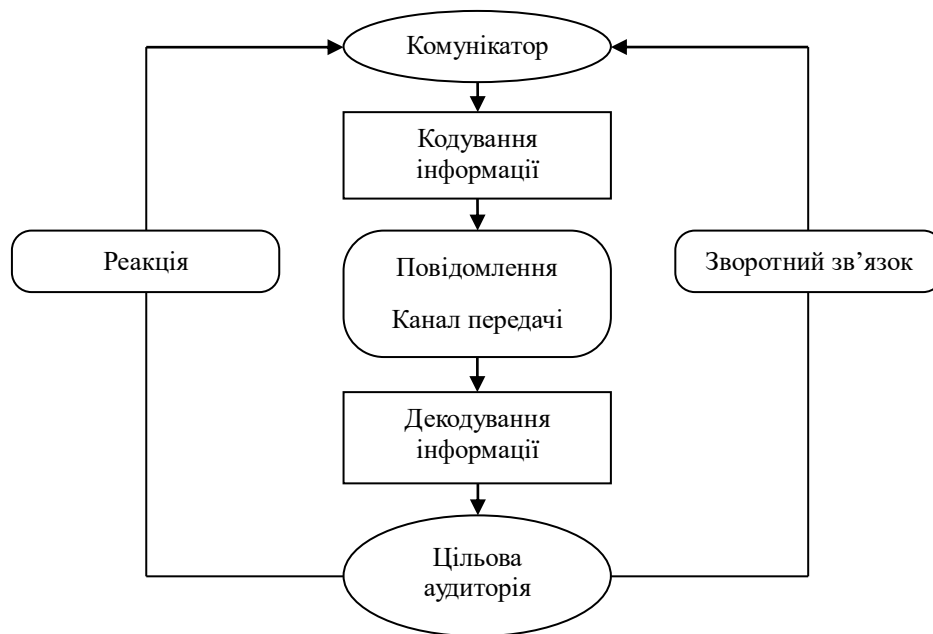 Комунікатор
Кодування
інформації
Реакція
Повідомлення
Канал передачі
Зворотний зв’язок
Декодування
інформації
Цільова
аудиторія